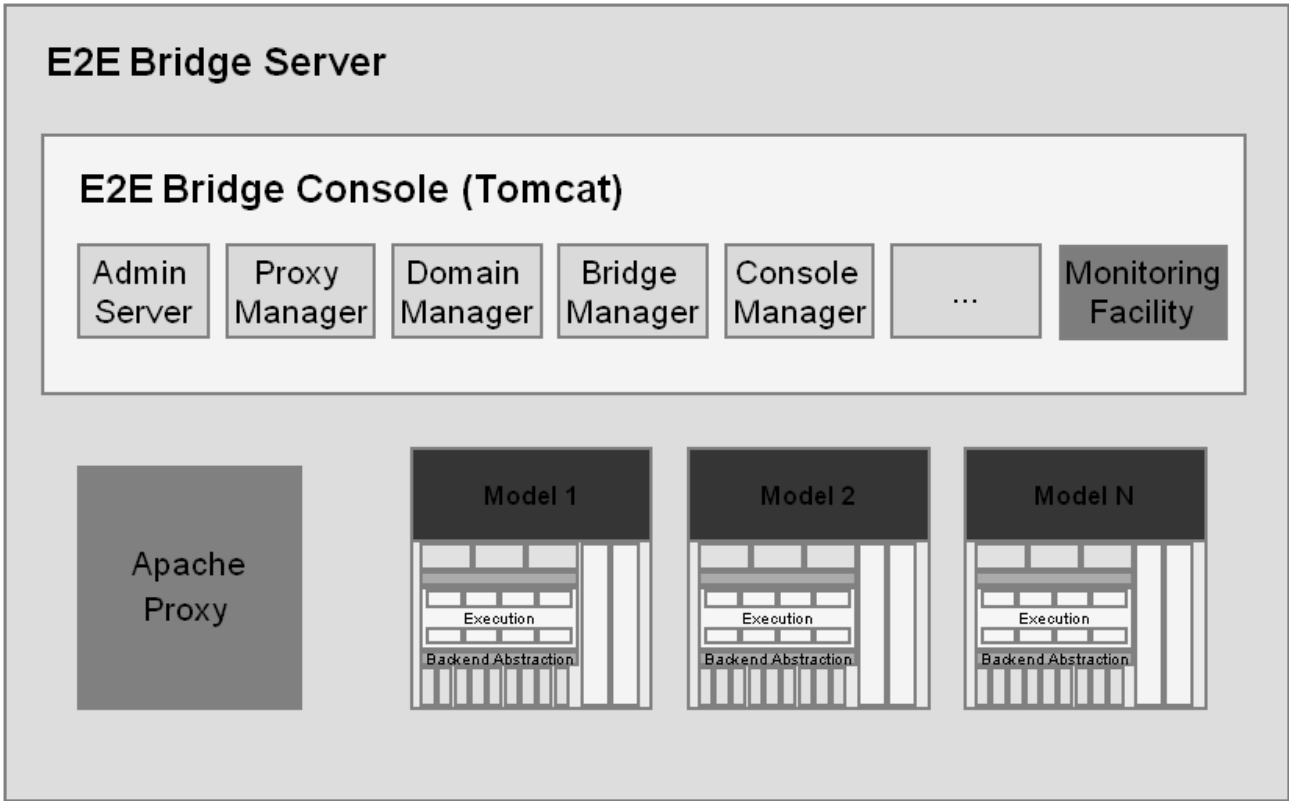 E2E Bridge Server
E2E Bridge Console (Tomcat)
Admin
Server
Proxy
Manager
Domain
Manager
Bridge
Manager
Console
Manager
...
Monitoring
Facility
Apache
Proxy
Model 1
Execution
Backend Abstraction
Model 2
Execution
Backend Abstraction
Model N
Execution
Backend Abstraction